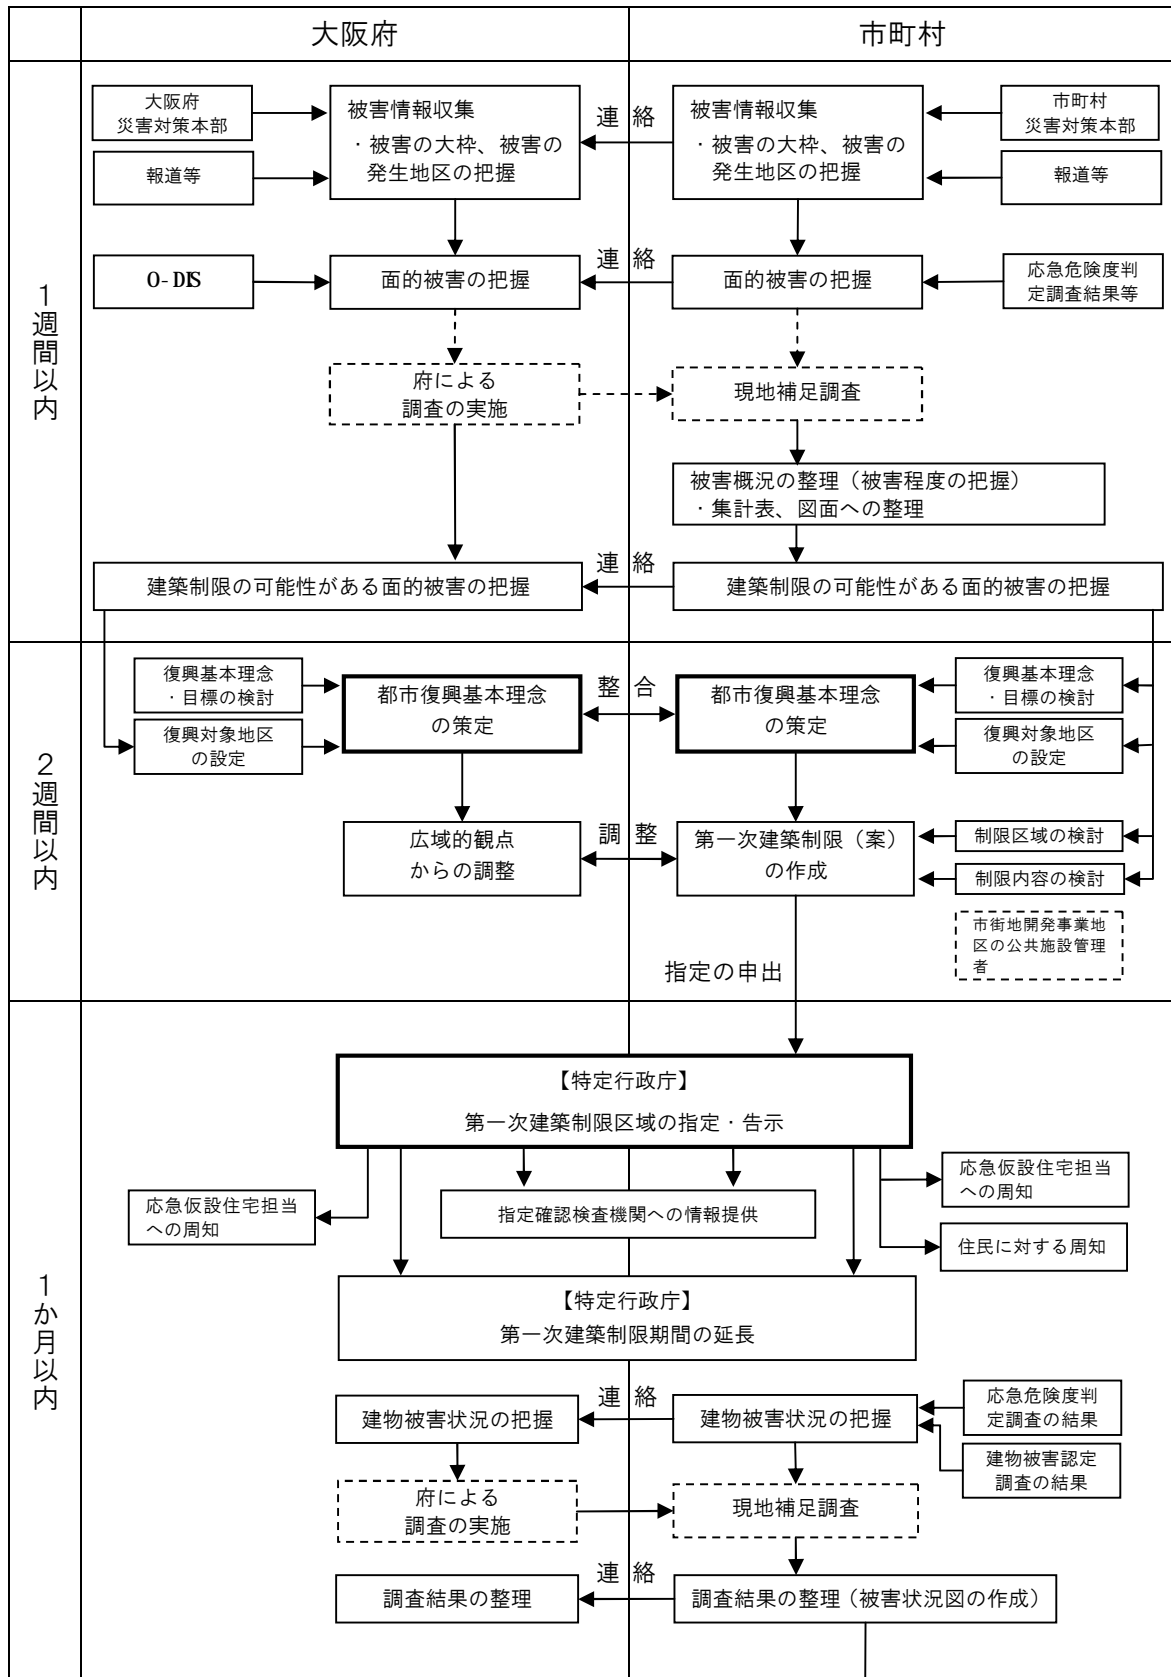 大阪府
市町村
1週間以内
大阪府
災害対策本部
報道等
被害情報収集
・被害の大枠、被害の
発生地区の把握
連絡
被害情報収集
・被害の大枠、被害の
発生地区の把握
市町村
災害対策本部
報道等
O-DIS
面的被害の把握
連絡
面的被害の把握
応急危険度判
定調査結果等
府による
調査の実施
現地補足調査
被害概況の整理（被害程度の把握）
・集計表、図面への整理
建築制限の可能性がある面的被害の把握
連絡
建築制限の可能性がある面的被害の把握
2週間以内
復興基本理念
・目標の検討
復興対象地区
の設定
都市復興基本理念
の策定
整合
都市復興基本理念
の策定
復興基本理念
・目標の検討
復興対象地区
の設定
広域的観点
からの調整
調整
第一次建築制限（案）
の作成
制限区域の検討
制限内容の検討
市街地開発事業地
区の公共施設管理
者
指定の申出
1か月以内
【特定行政庁】
第一次建築制限区域の指定・告示
応急仮設住宅担当
への周知
指定確認検査機関への情報提供
応急仮設住宅担当
への周知
住民に対する周知
【特定行政庁】
第一次建築制限期間の延長
建物被害状況の把握
連絡
建物被害状況の把握
応急危険度判
定調査の結果
建物被害認定
調査の結果
府による
調査の実施
現地補足調査
調査結果の整理
連絡
調査結果の整理（被害状況図の作成）